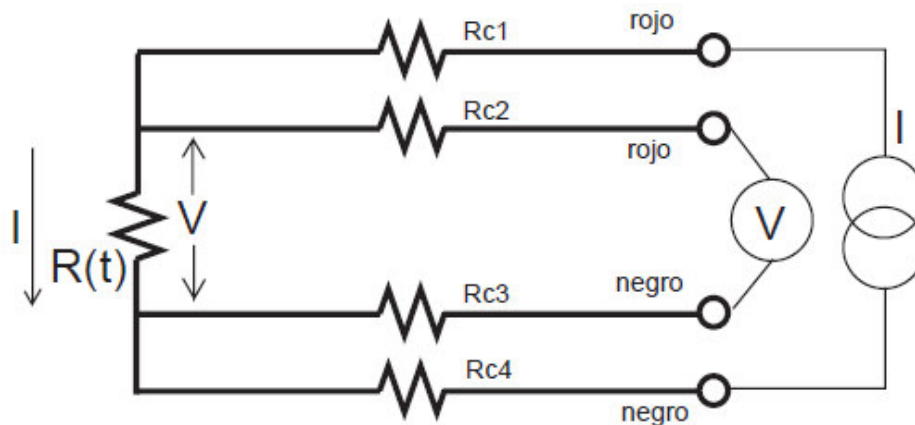 Rc1
rojo
Rc2
rojo
I
I
V
V
R(t)
Rc3
negro
Rc4
negro